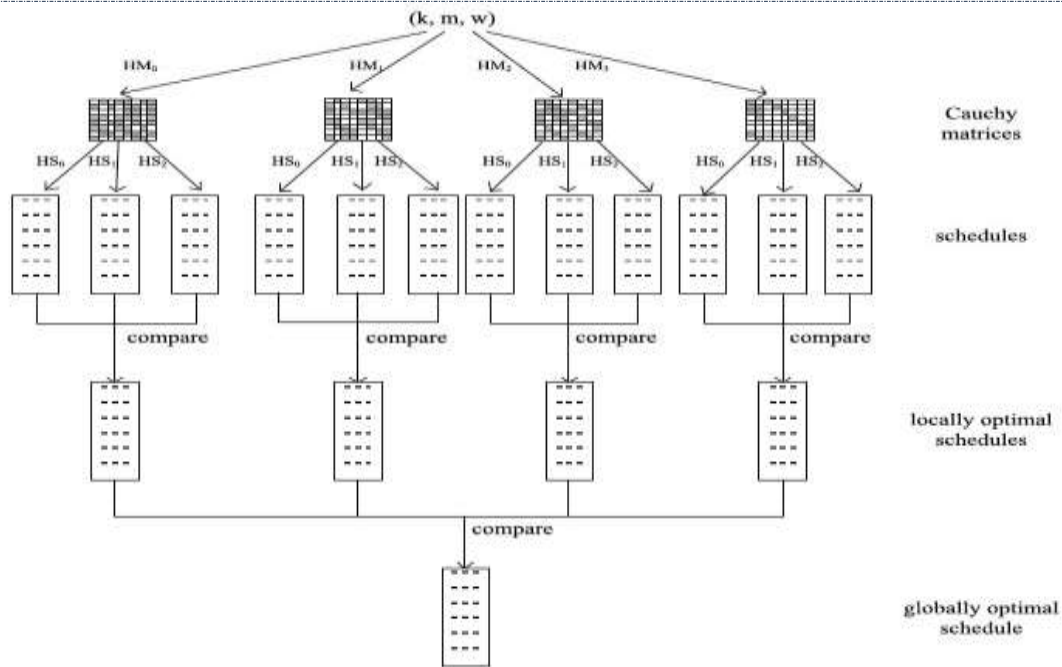 (k, m, w)
HM₀
HM₁
HM₂
HM₃
Cauchy
matrices
HS₀
HS₁
HS₂
HS₀
HS₁
HS₂
HS₀
HS₁
HS₂
HS₀
HS₁
HS₂
schedules
compare
compare
compare
compare
locally optimal
schedules
compare
globally optimal
schedule